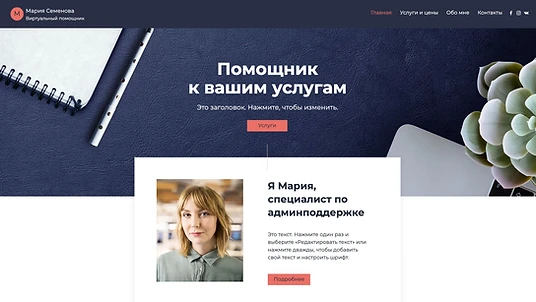 М
Мария Семенова
Виртуальный помощник
Главная Услуги и цены Обо мне Контакты
Помощник
к вашим услугам
Это заголовок. Нажмите, чтобы изменить.
Услуги
Я Мария,
специалист по
админподдержке
Это текст. Нажмите один раз и
выберите «Редактировать текст» или
нажмите дважды, чтобы добавить
свой текст и настроить шрифт.
Подробнее